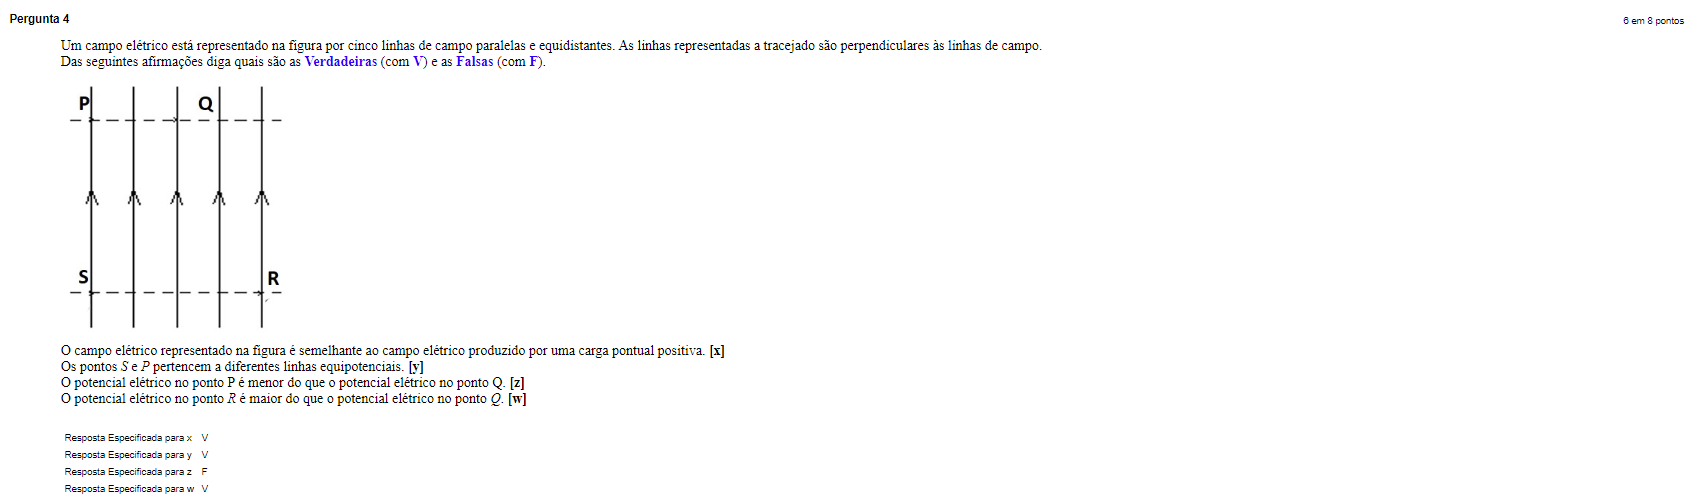 Pergunta 4
6 em 8 pontos
Um campo elétrico está representado na figura por cinco linhas de campo paralelas e equidistantes. As linhas representadas a tracejado são perpendiculares às linhas de campo.
Das seguintes afirmações diga quais são as Verdadeiras (com V) e as Falsas (com F).
P Q
S R
O campo elétrico representado na figura é semelhante ao campo elétrico produzido por uma carga pontual positiva. [x]
Os pontos S e P pertencem a diferentes linhas equipotenciais. [y]
O potencial elétrico no ponto P é menor do que o potencial elétrico no ponto Q. [z]
O potencial elétrico no ponto R é maior do que o potencial elétrico no ponto Q. [w]
Resposta Especificada para x V
Resposta Especificada para y V
Resposta Especificada para z F
Resposta Especificada para w V